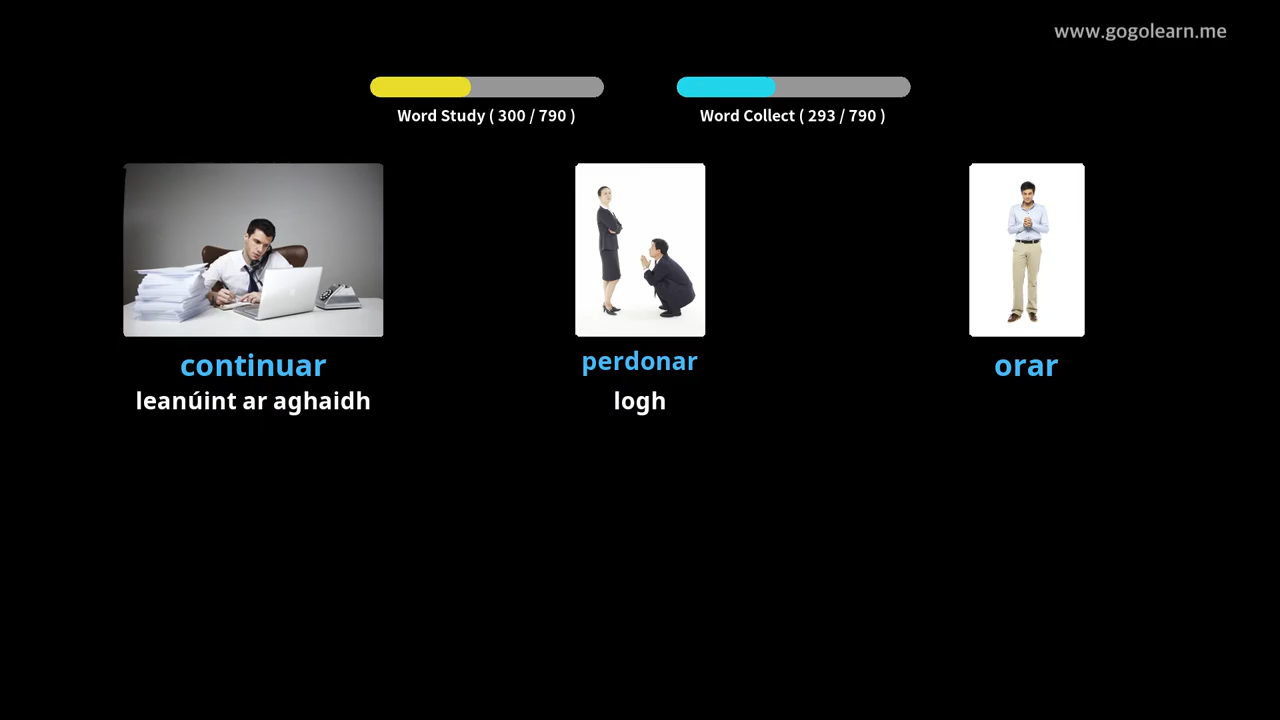 www.gogolearn.me
Word Study ( 300 / 790 )
Word Collect ( 293 / 790 )
continuar
leanúint ar aghaidh
perdonar
logh
orar